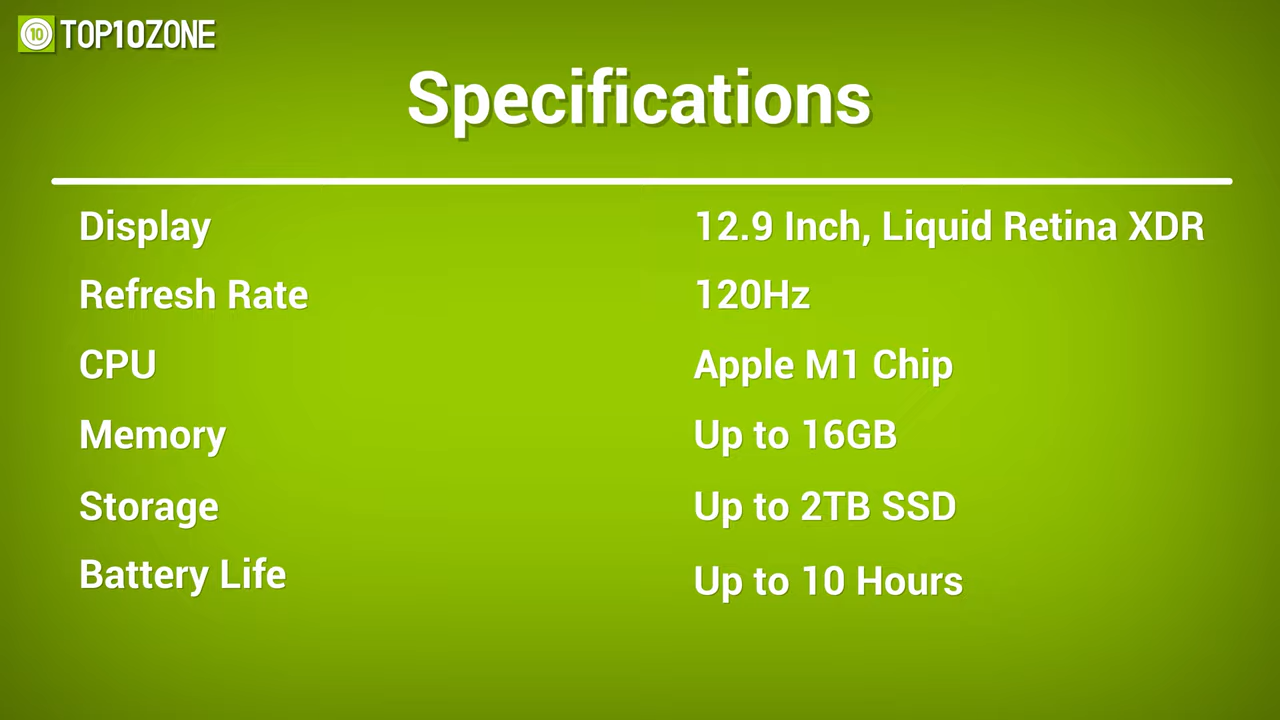 10 TOP10ZONE
Specifications
Display 12.9 Inch, Liquid Retina XDR
Refresh Rate 120Hz
CPU Apple M1 Chip
Memory Up to 16GB
Storage Up to 2TB SSD
Battery Life Up to 10 Hours